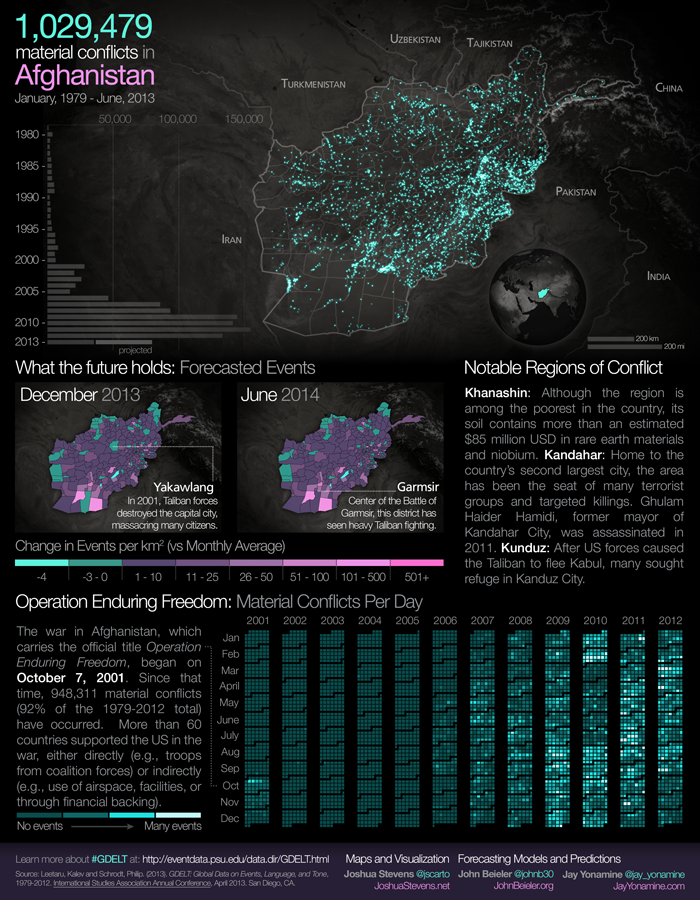 1,029,479
material conflicts in
Afghanistan
January, 1979 - June, 2013
50,000 100,000 150,000
1980
1985
1990
1995
2000
2005
2010
2013
projected
UZBEKISTAN
TAJIKISTAN
TURKMENISTAN
CHINA
PAKISTAN
IRAN
INDIA
200 km
200 mi
What the future holds: Forecasted Events
December 2013
Yakawlang
In 2001, Taliban forces
destroyed the capital city,
massacring many citizens.
June 2014
Garmsir
Center of the Battle of
Garmsir, this district has
seen heavy Taliban fighting.
Change in Events per km2 (vs Monthly Average)
-4 -3 - 0 1 - 10 11 - 25 26 - 50 51 - 100 101 - 500 501+
Notable Regions of Conflict
Khanashin: Although the region is
among the poorest in the country, its
soil contains more than an estimated
$85 million USD in rare earth materials
and niobium. Kandahar: Home to the
country's second largest city, the area
has been the seat of many terrorist
groups and targeted killings. Ghulam
Haider Hamidi, former mayor of
Kandahar City, was assassinated in
2011. Kunduz: After US forces caused
the Taliban to flee Kabul, many sought
refuge in Kanduz City.
Operation Enduring Freedom: Material Conflicts Per Day
The war in Afghanistan, which
carries the official title Operation
Enduring Freedom, began on
October 7, 2001. Since that
time, 948,311 material conflicts
(92% of the 1979-2012 total)
have occurred. More than 60
countries supported the US in the
war, either directly (e.g., troops
from coalition forces) or indirectly
(e.g., use of airspace, facilities, or
through financial backing).
No events Many events
2001 2002 2003 2004 2005 2006 2007 2008 2009 2010 2011 2012
Jan
Feb
Mar
April
May
June
July
Aug
Sep
Oct
Nov
Dec
Learn more about #GDELT at: http://eventdata.psu.edu/data.dir/GDELT.html
Source: Leetaru, Kalev and Schrodt, Philip. (2013). GDELT: Global Data on Events, Language, and Tone,
1979-2012. International Studies Association Annual Conference, April 2013. San Diego, CA.
Maps and Visualization
Joshua Stevens @jscarto
JoshuaStevens.net
Forecasting Models and Predictions
John Beieler @johnb30 Jay Yonamine @jay_yonamine
JohnBeieler.org JayYonamine.com